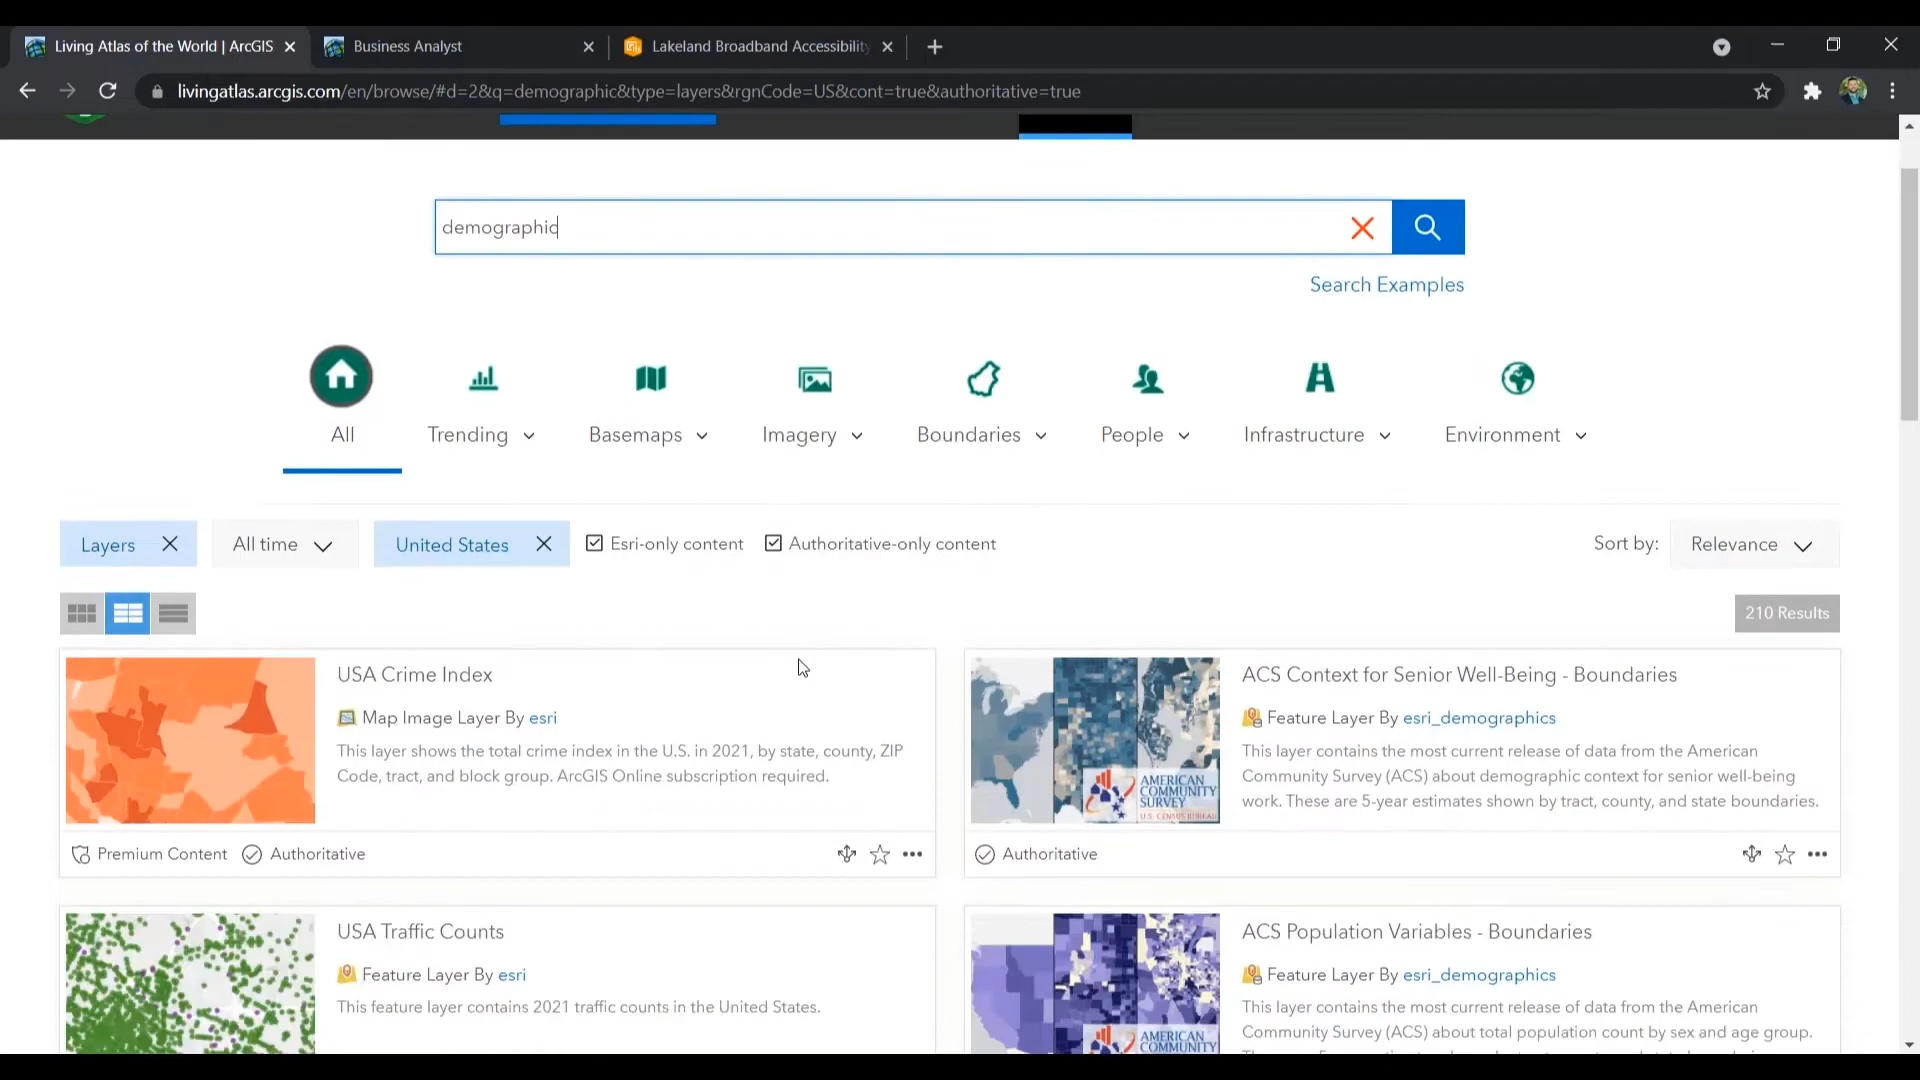 Living Atlas of the World | ArcGIS
Business Analyst
Lakeland Broadband Accessibility
livingatlas.arcgis.com/en/browse/#d=2&q=demographic&type=layers&rgnCode=US&cont=true&authoritative=true
demographic
Search Examples
All
Trending
Basemaps
Imagery
Boundaries
People
Infrastructure
Environment
Layers
All time
United States
Esri-only content
Authoritative-only content
Sort by:
Relevance
210 Results
USA Crime Index
Map Image Layer By esri
This layer shows the total crime index in the U.S. in 2021, by state, county, ZIP
Code, tract, and block group. ArcGIS Online subscription required.
Premium Content
Authoritative
AMERICAN
COMMUNITY
SURVEY
U.S. CENSUS BUREAU
ACS Context for Senior Well-Being - Boundaries
Feature Layer By esri_demographics
This layer contains the most current release of data from the American
Community Survey (ACS) about demographic context for senior well-being
work. These are 5-year estimates shown by tract, county, and state boundaries.
Authoritative
USA Traffic Counts
Feature Layer By esri
This feature layer contains 2021 traffic counts in the United States.
AMERICAN
COMMUNITY
ACS Population Variables - Boundaries
Feature Layer By esri_demographics
This layer contains the most current release of data from the American
Community Survey (ACS) about total population count by sex and age group.